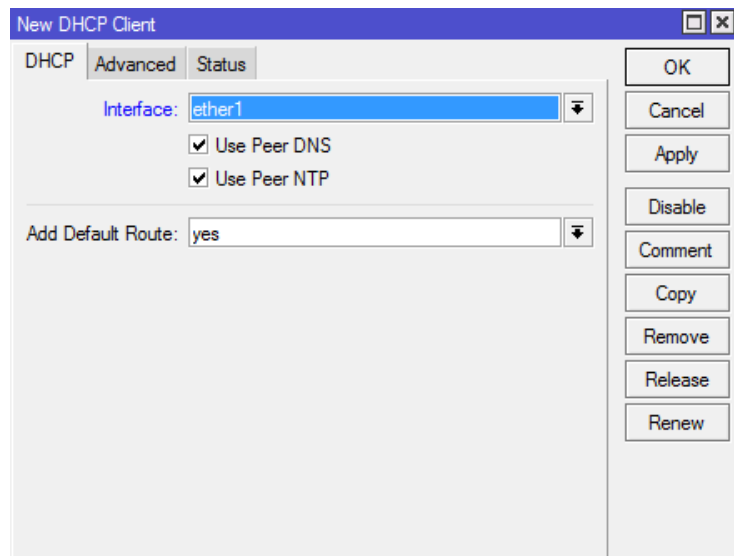 New DHCP Client
DHCP Advanced Status
Interface: ether1
Use Peer DNS
Use Peer NTP
Add Default Route: yes
OK
Cancel
Apply
Disable
Comment
Copy
Remove
Release
Renew